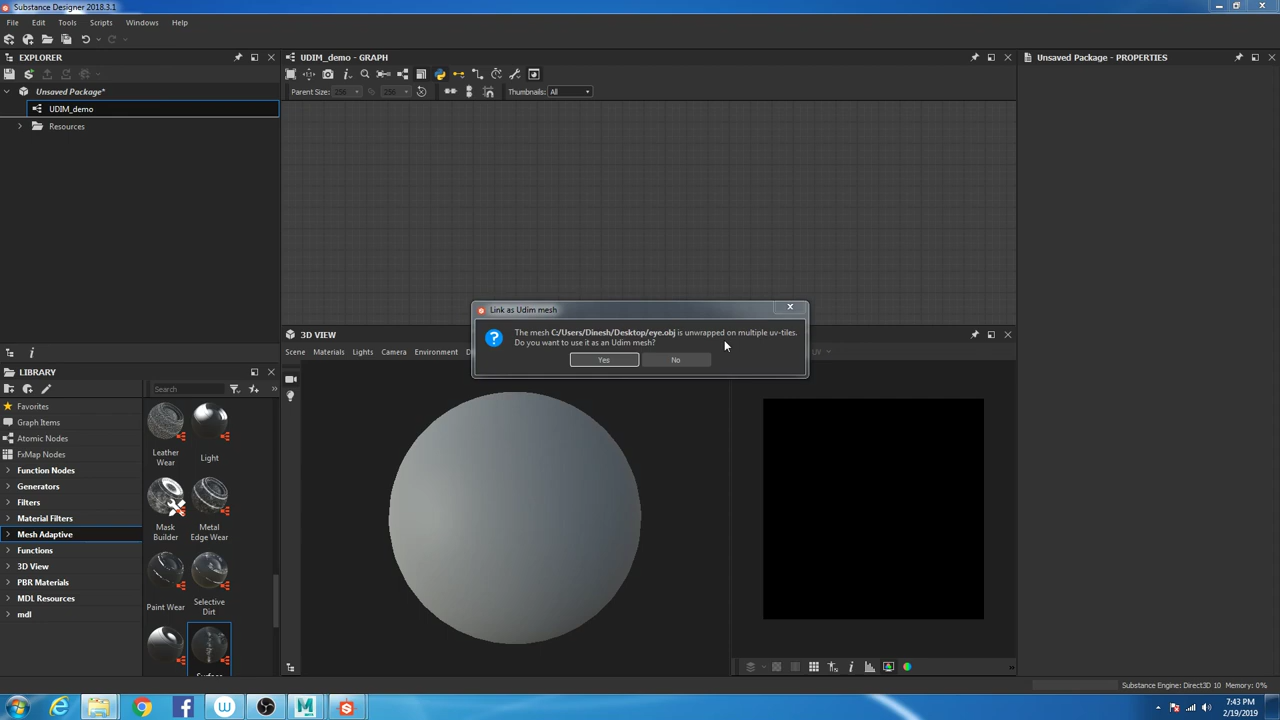 Substance Designer 2018.3.1
File Edit Tools Scripts Windows Help
EXPLORER
Unsaved Package*
UDIM_demo
Resources
UDIM_demo - GRAPH
Parent Size: 256 256 Thumbnails: All
Unsaved Package - PROPERTIES
Link as Udim mesh
The mesh C:/Users/Dinesh/Desktop/eye.obj is unwrapped on multiple uv-tiles.
Do you want to use it as an Udim mesh?
Yes No
3D VIEW
Scene Materials Lights Camera Environment
UV
LIBRARY
Search
Favorites
Graph Items
Atomic Nodes
FxMap Nodes
Function Nodes
Generators
Filters
Material Filters
Mesh Adaptive
Functions
3D View
PBR Materials
MDL Resources
mdl
Leather
Wear
Light
Mask
Builder
Metal
Edge Wear
Paint Wear
Selective
Dirt
Substance Engine: Direct3D 10 Memory: 0%
7:43 PM
2/19/2019